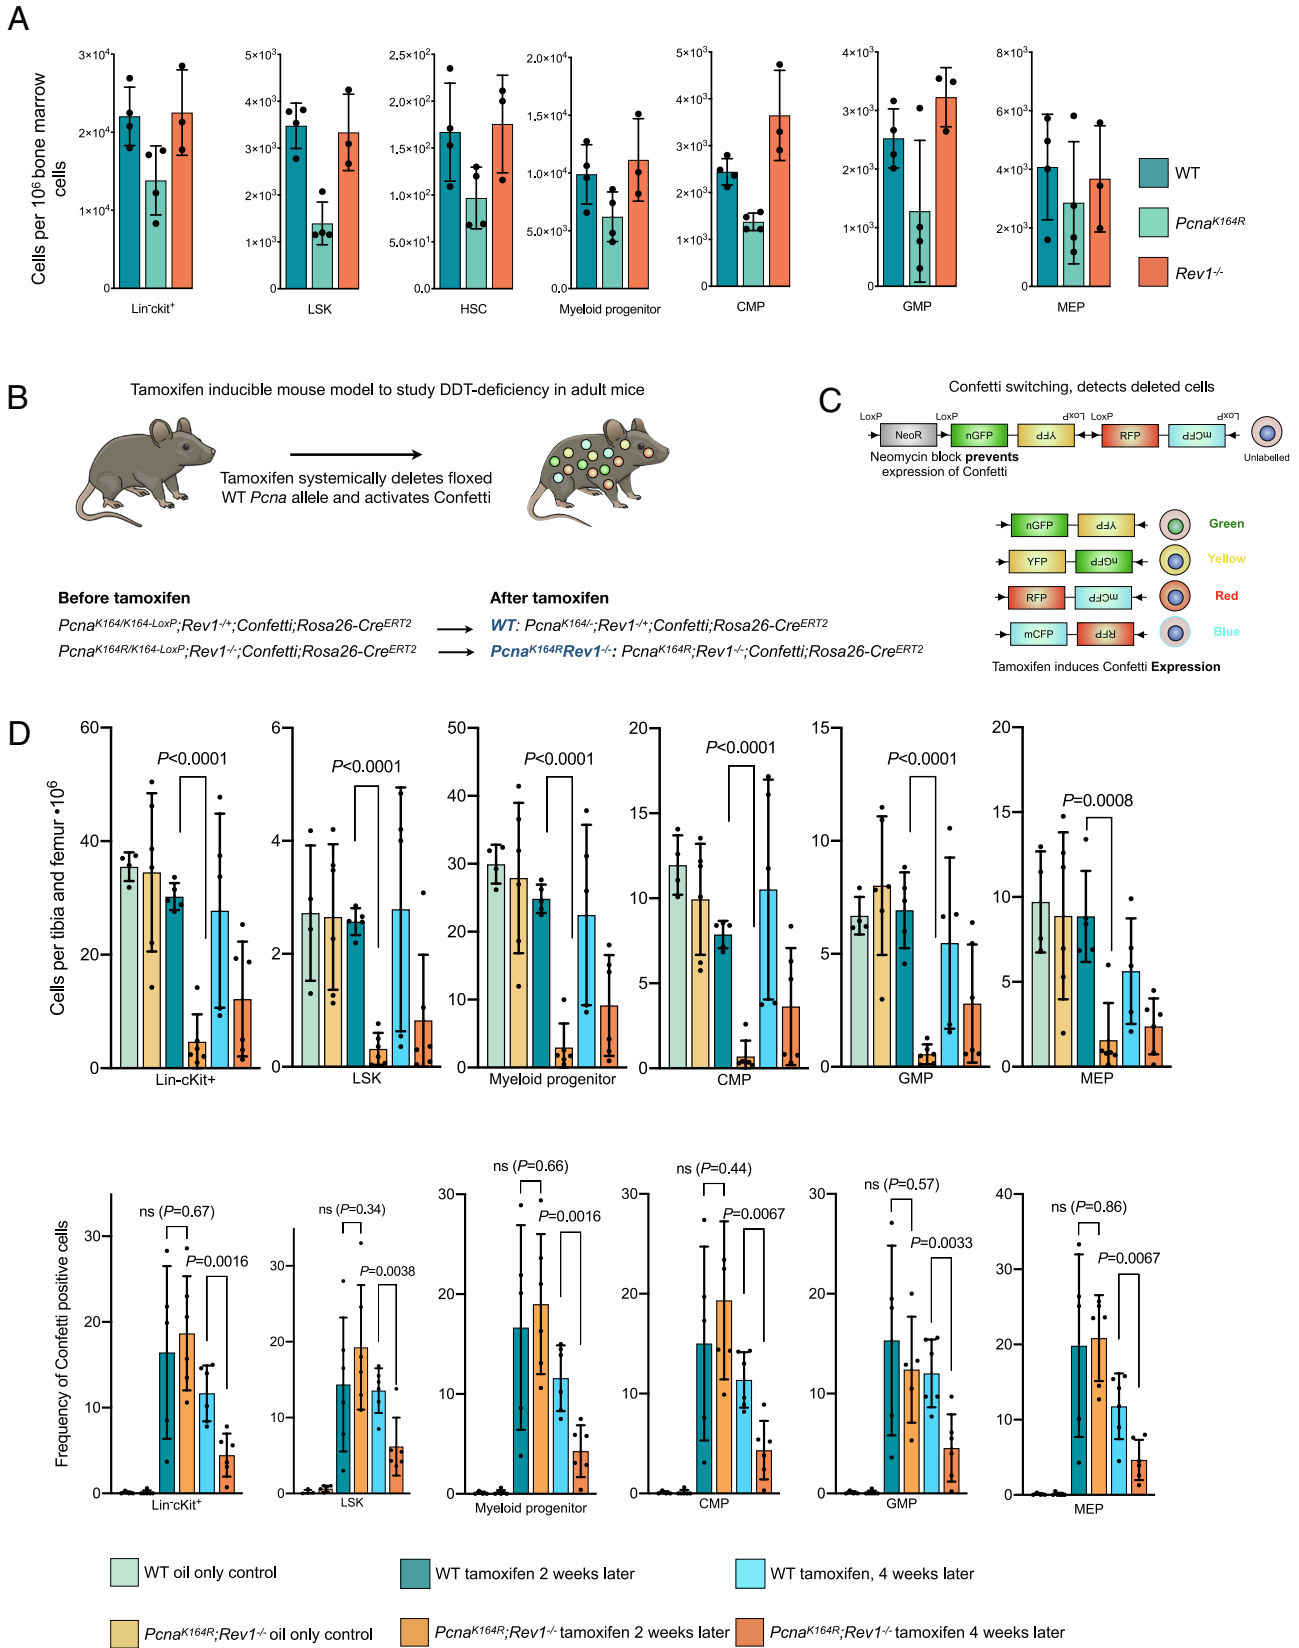 A
Cells per 10⁶ bone marrow
cells
3×10⁴
2×10⁴
1×10⁴
0
Lin⁻ckit⁺
5×10³
4×10³
3×10³
2×10³
1×10³
0
LSK
2.5×10²
2.0×10²
1.5×10²
1.0×10²
5.0×10¹
0.0
HSC
2.0×10⁴
1.5×10⁴
1.0×10⁴
5.0×10³
0.0
Myeloid progenitor
5×10³
4×10³
3×10³
2×10³
1×10³
0
CMP
4×10³
3×10³
2×10³
1×10³
0
GMP
8×10³
6×10³
4×10³
2×10³
0
MEP
WT
Pcna^K164R
Rev1⁻/⁻
B
Tamoxifen inducible mouse model to study DDT-deficiency in adult mice
Tamoxifen systemically deletes floxed
WT Pcna allele and activates Confetti
Before tamoxifen
After tamoxifen
Pcna^K164/K164-LoxP;Rev1⁻/⁺;Confetti;Rosa26-Cre^ERT2
WT: Pcna^K164/-;Rev1⁻/⁺;Confetti;Rosa26-Cre^ERT2
Pcna^K164R/K164-LoxP;Rev1⁻/⁻;Confetti;Rosa26-Cre^ERT2
Pcna^K164R Rev1⁻/⁻: Pcna^K164R;Rev1⁻/⁻;Confetti;Rosa26-Cre^ERT2
C
Confetti switching, detects deleted cells
LoxP LoxP LoxP LoxP LoxP
NeoR nGFP YFP RFP mCFP
Unlabelled
Neomycin block prevents
expression of Confetti
nGFP YFP Green
YFP nGFP Yellow
RFP mCFP Red
mCFP RFP Blue
Tamoxifen induces Confetti Expression
D
Cells per tibia and femur •10⁶
60
40
20
0
P<0.0001
Lin-cKit+
6
4
2
0
P<0.0001
LSK
50
40
30
20
10
0
P<0.0001
Myeloid progenitor
20
15
10
5
0
P<0.0001
CMP
15
10
5
0
P<0.0001
GMP
20
15
10
5
0
P=0.0008
MEP
Frequency of Confetti positive cells
30
20
10
0
ns (P=0.67)
P=0.0016
Lin⁻cKit⁺
30
20
10
0
ns (P=0.34)
P=0.0038
LSK
30
20
10
0
ns (P=0.66)
P=0.0016
Myeloid progenitor
30
20
10
0
ns (P=0.44)
P=0.0067
CMP
30
20
10
0
ns (P=0.57)
P=0.0033
GMP
40
30
20
10
0
ns (P=0.86)
P=0.0067
MEP
WT oil only control
WT tamoxifen 2 weeks later
WT tamoxifen, 4 weeks later
Pcna^K164R;Rev1⁻/⁻ oil only control
Pcna^K164R;Rev1⁻/⁻ tamoxifen 2 weeks later
Pcna^K164R;Rev1⁻/⁻ tamoxifen 4 weeks later